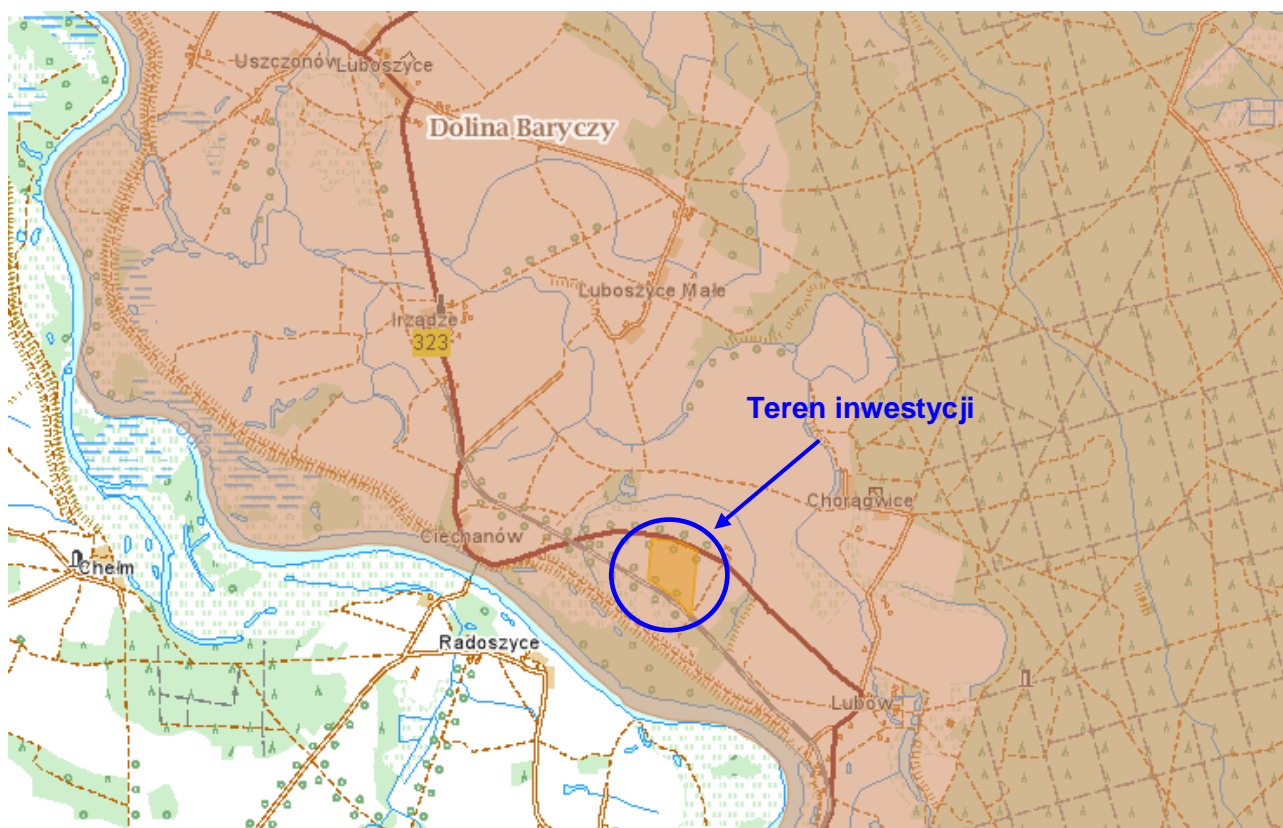 Uszczonów
Luboszyce
Dolina Baryczy
Luboszyce Małe
Irządze
323
Teren inwestycji
Chorągwice
Ciechanów
Chełm
Radoszyce
Lubów